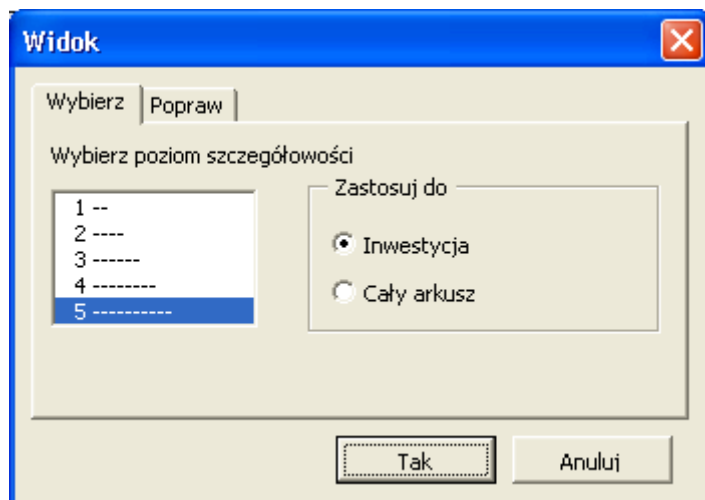 Widok
Wybierz
Popraw
Wybierz poziom szczegółowości
1 --
2 ----
3 ------
4 --------
5 ----------
Zastosuj do
Inwestycja
Cały arkusz
Tak
Anuluj